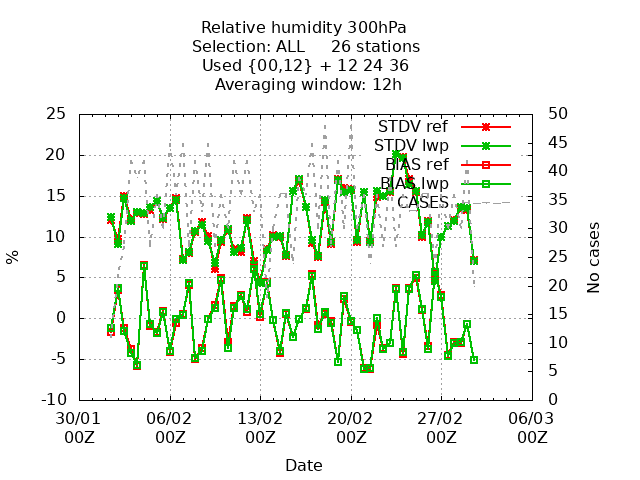 Relative humidity 300hPa
Selection: ALL 26 stations
Used {00,12} + 12 24 36
Averaging window: 12h
25 50
STDV ref
45
STDV lwp
20 40
BIAS ref
BIAS lwp
15 35
CASES
10 30
% No cases
25
5 20
15
0
10
-5
5
-10 0
30/01 06/02 13/02 20/02 27/02 06/03
00Z 00Z 00Z 00Z 00Z 00Z
Date